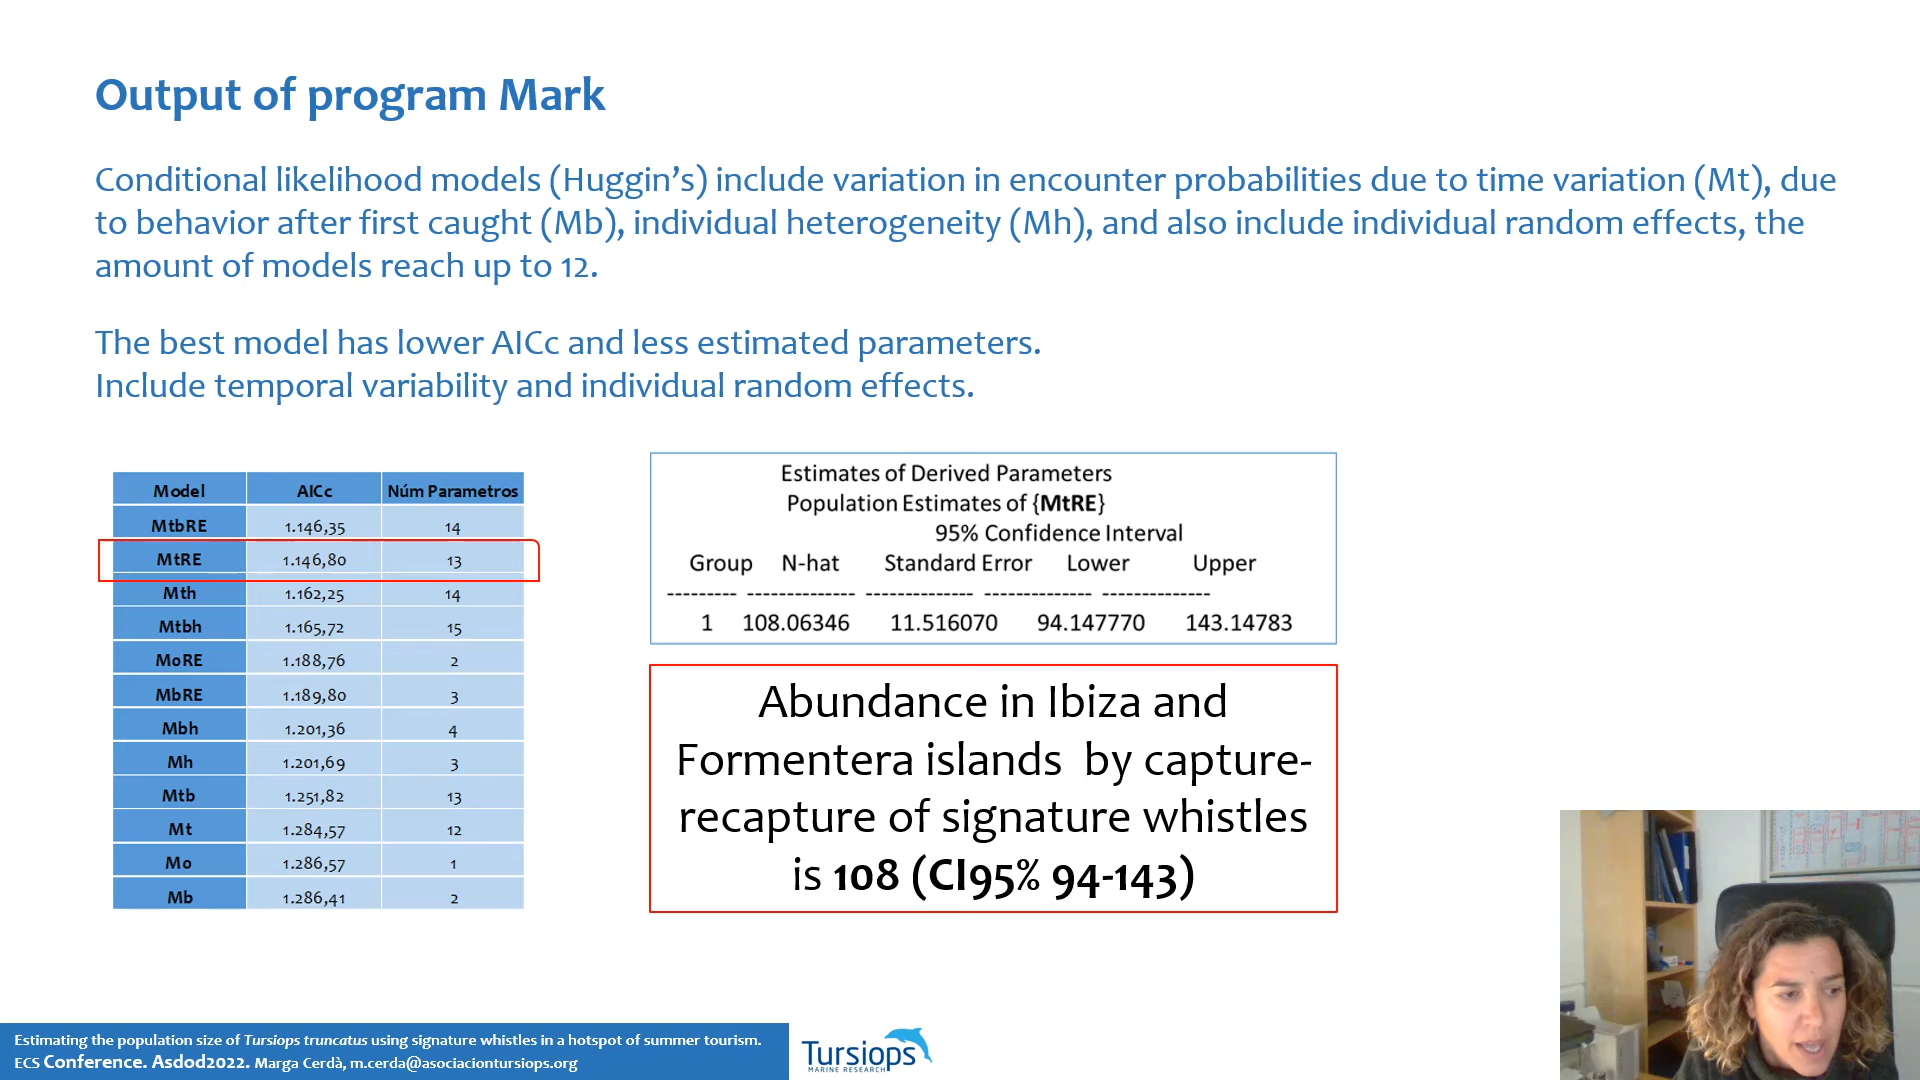 Output of program Mark
Conditional likelihood models (Huggin’s) include variation in encounter probabilities due to time variation (Mt), due
to behavior after first caught (Mb), individual heterogeneity (Mh), and also include individual random effects, the
amount of models reach up to 12.
The best model has lower AICc and less estimated parameters.
Include temporal variability and individual random effects.
Model AICc Núm Parametros
MtbRE 1.146,35 14
MtRE 1.146,80 13
Mth 1.162,25 14
Mtbh 1.165,72 15
MoRE 1.188,76 2
MbRE 1.189,80 3
Mbh 1.201,36 4
Mh 1.201,69 3
Mtb 1.251,82 13
Mt 1.284,57 12
Mo 1.286,57 1
Mb 1.286,41 2
Estimates of Derived Parameters
Population Estimates of {MtRE}
95% Confidence Interval
Group N-hat Standard Error Lower Upper
--------- -------------- -------------- -------------- --------------
1 108.06346 11.516070 94.147770 143.14783
Abundance in Ibiza and
Formentera islands by capture-
recapture of signature whistles
is 108 (CI95% 94-143)
Estimating the population size of Tursiops truncatus using signature whistles in a hotspot of summer tourism.
ECS Conference. Asdod2022. Marga Cerdà, m.cerda@asociaciontursiops.org
Tursiops
MARINE RESEARCH